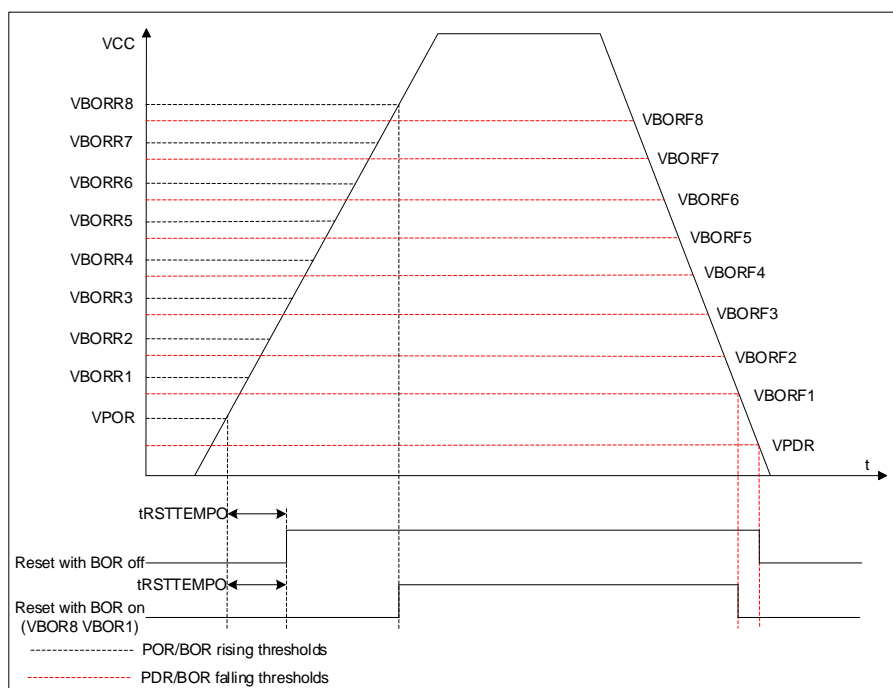 VCC
VBORR8
VBORF8
VBORR7
VBORF7
VBORR6
VBORF6
VBORR5
VBORF5
VBORR4
VBORF4
VBORR3
VBORF3
VBORR2
VBORF2
VBORR1
VBORF1
VPOR
VPDR
t
tRSTTEMPO
Reset with BOR off
tRSTTEMPO
Reset with BOR on
(VBOR8 VBOR1)
POR/BOR rising thresholds
PDR/BOR falling thresholds